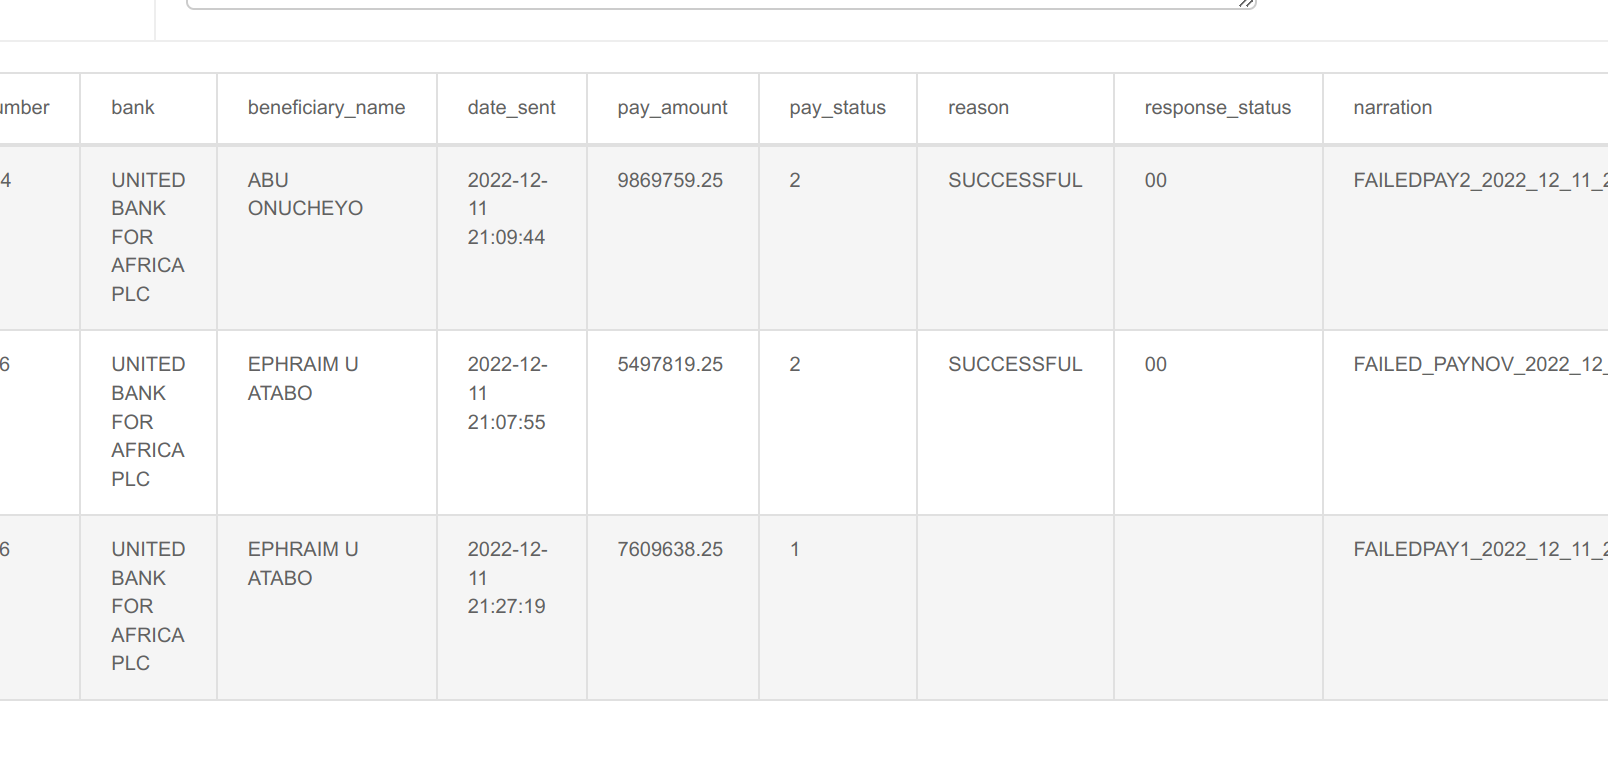 umber bank beneficiary_name date_sent pay_amount pay_status reason response_status narration
4 UNITED BANK FOR AFRICA PLC ABU ONUCHEYO 2022-12-11 21:09:44 9869759.25 2 SUCCESSFUL 00 FAILEDPAY2_2022_12_11_2
6 UNITED BANK FOR AFRICA PLC EPHRAIM U ATABO 2022-12-11 21:07:55 5497819.25 2 SUCCESSFUL 00 FAILED_PAYNOV_2022_12_
6 UNITED BANK FOR AFRICA PLC EPHRAIM U ATABO 2022-12-11 21:27:19 7609638.25 1 FAILEDPAY1_2022_12_11_2